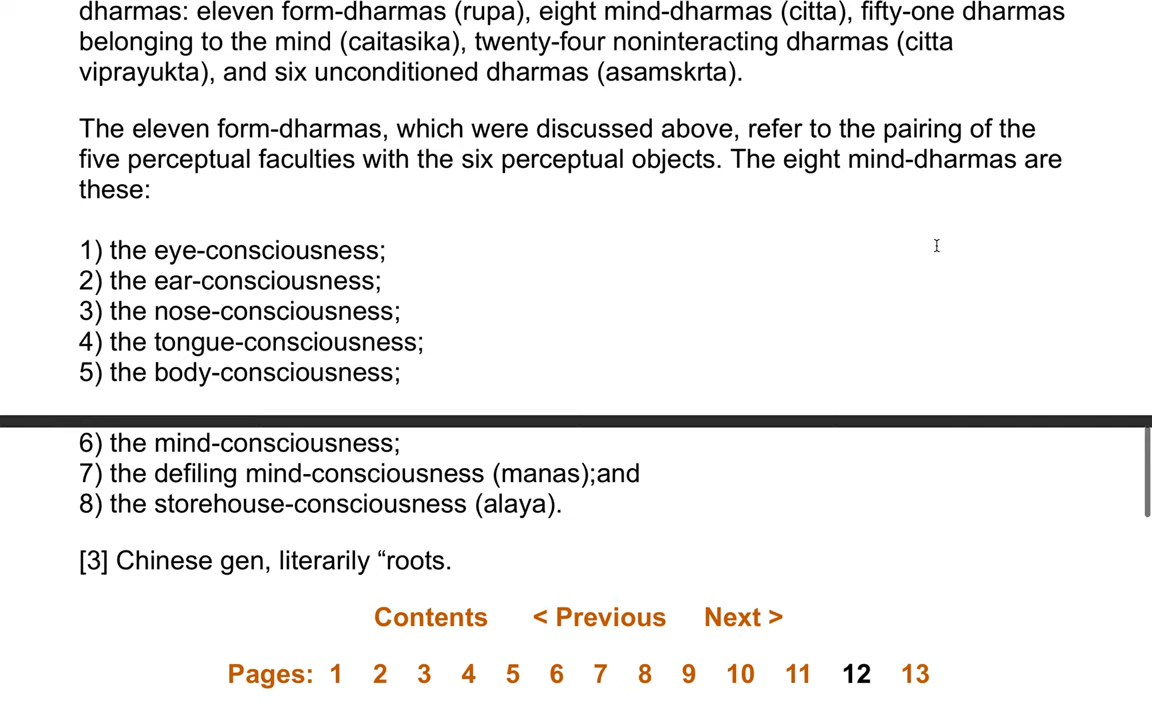 dharmas: eleven form-dharmas (rupa), eight mind-dharmas (citta), fifty-one dharmas
belonging to the mind (caitasika), twenty-four noninteracting dharmas (citta
viprayukta), and six unconditioned dharmas (asamskrta).
The eleven form-dharmas, which were discussed above, refer to the pairing of the
five perceptual faculties with the six perceptual objects. The eight mind-dharmas are
these:
1) the eye-consciousness;
2) the ear-consciousness;
3) the nose-consciousness;
4) the tongue-consciousness;
5) the body-consciousness;
6) the mind-consciousness;
7) the defiling mind-consciousness (manas);and
8) the storehouse-consciousness (alaya).
[3] Chinese gen, literarily “roots.
Contents < Previous Next >
Pages: 1 2 3 4 5 6 7 8 9 10 11 12 13